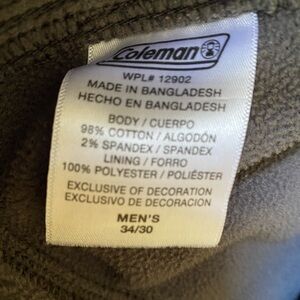 Coleman
WPL# 12902
MADE IN BANGLADESH
HECHO EN BANGLADESH
BODY / CUERPO
98% COTTON / ALGODÓN
2% SPANDEX / SPANDEX
LINING / FORRO
100% POLYESTER / POLIÉSTER
EXCLUSIVE OF DECORATION
EXCLUSIVO DE DECORACION
MEN'S
34/30